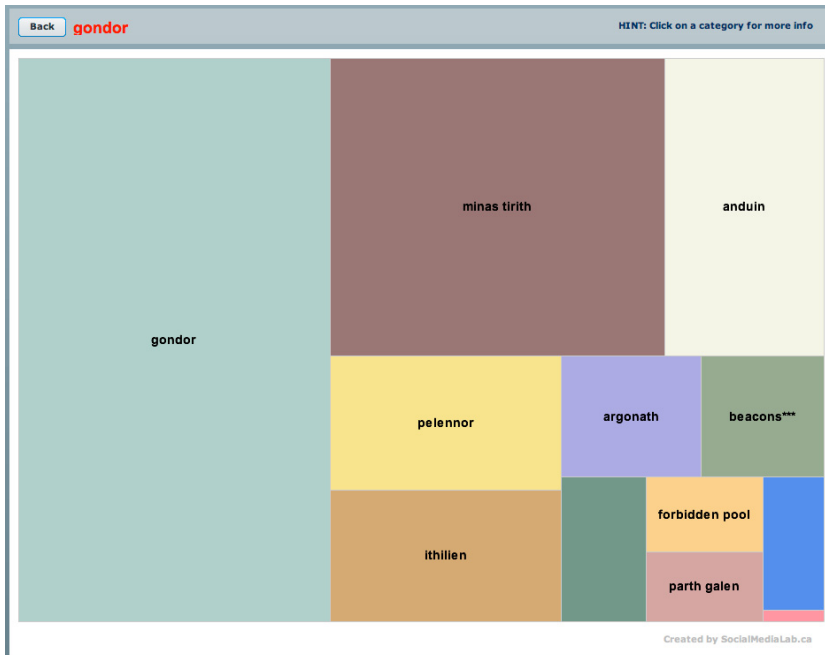 Back
gondor
HINT: Click on a category for more info
minas tirith
anduin
gondor
pelennor
argonath
beacons***
forbidden pool
ithilien
parth galen
Created by SocialMediaLab.ca